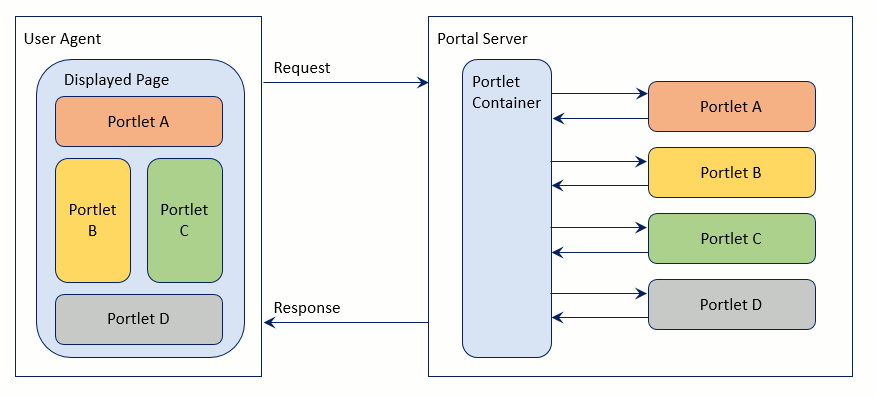 User Agent
Displayed Page
Portlet A
Portlet
B
Portlet
C
Portlet D
Request
Response
Portal Server
Portlet
Container
Portlet A
Portlet B
Portlet C
Portlet D